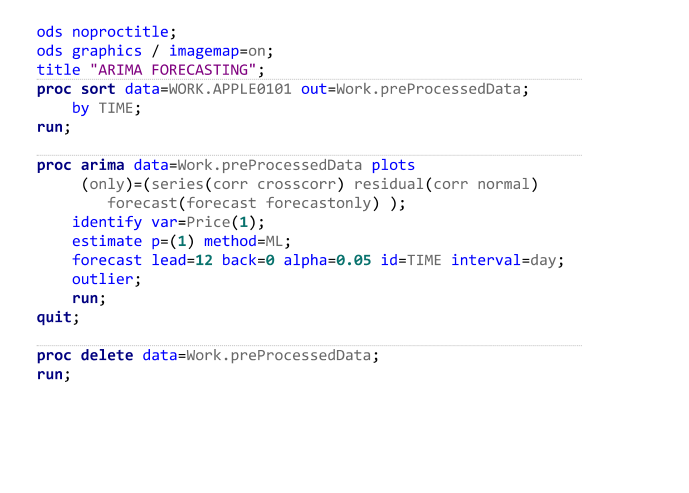 ods noproctitle;
ods graphics / imagemap=on;
title "ARIMA FORECASTING";
proc sort data=WORK.APPLE0101 out=Work.preProcessedData;
    by TIME;
run;

proc arima data=Work.preProcessedData plots
     (only)=(series(corr crosscorr) residual(corr normal)
        forecast(forecast forecastonly) );
    identify var=Price(1);
    estimate p=(1) method=ML;
    forecast lead=12 back=0 alpha=0.05 id=TIME interval=day;
    outlier;
    run;
quit;

proc delete data=Work.preProcessedData;
run;